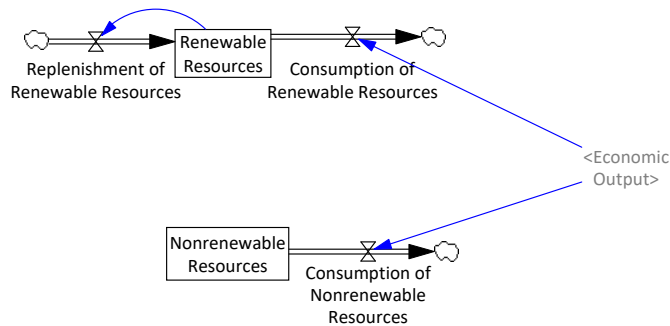 Renewable
Resources
Replenishment of
Renewable Resources
Consumption of
Renewable Resources
<Economic
Output>
Nonrenewable
Resources
Consumption of
Nonrenewable
Resources